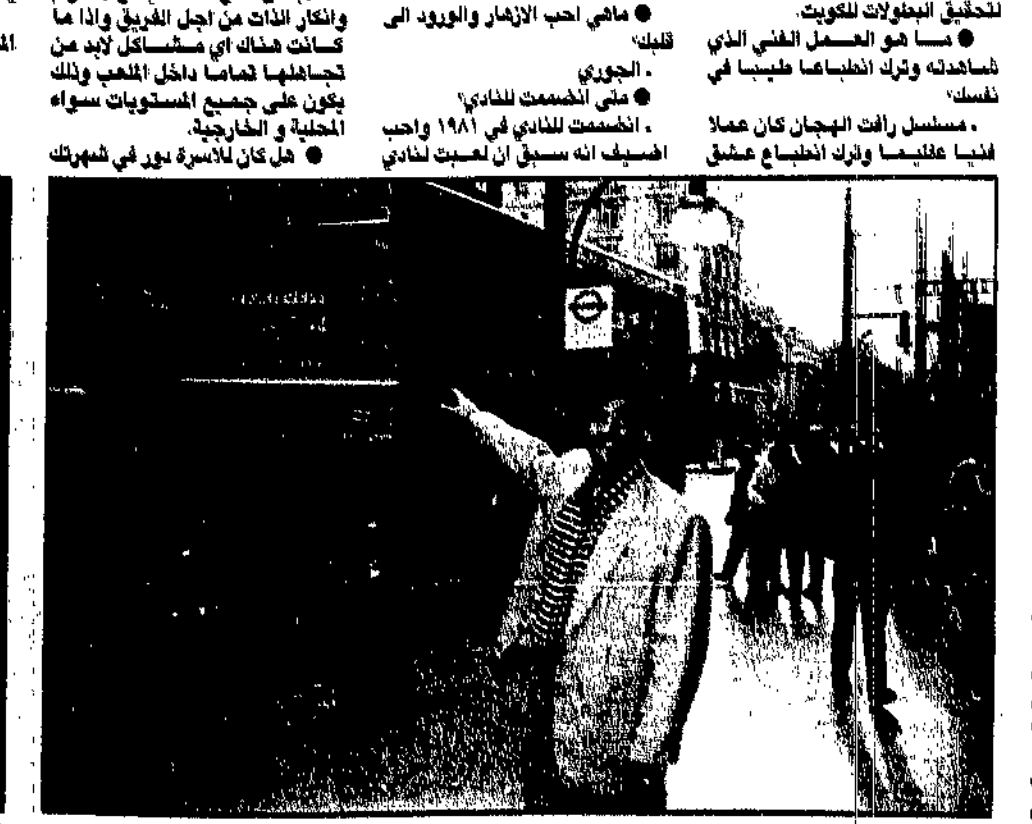 لتحقيق البطولات للكويت.
● ما هو العمل الفني الذي
شاهدته وترك انطباعا طيبا في
نفسك؟
. مسلسل رأفت الهجان كان عملا
فنيا عظيما وترك انطباع عشق
● ماهي احب الازهار والورود الى
قلبك؟
. الجوري
● متى انضممت للنادي؟
. انضممت للنادي في ١٩٨١ واحب
اضيف انه سبق ان لعبت لنادي
وانكار الذات من اجل الفريق واذا ما
كانت هناك اي مشاكل لابد من
تجاهلها تماما داخل الملعب وذلك
يكون على جميع المستويات سواء
المحلية و الخارجية.
● هل كان للاسرة دور في شهرتك